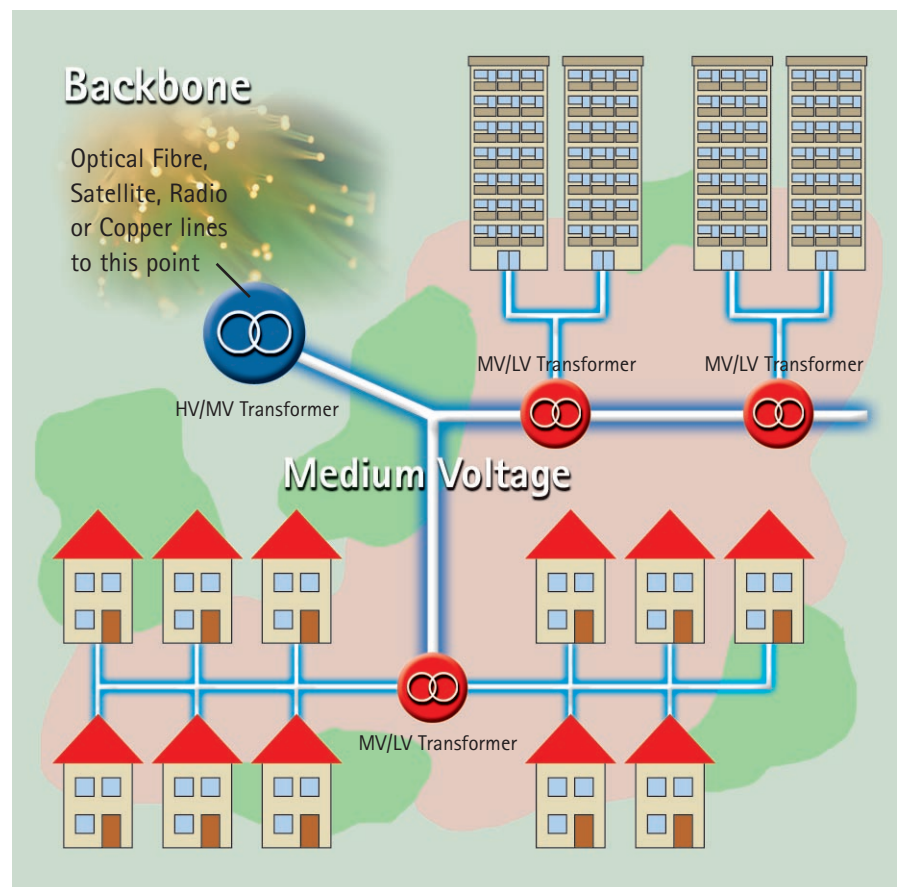 Backbone
Optical Fibre,
Satellite, Radio
or Copper lines
to this point
HV/MV Transformer
MV/LV Transformer
MV/LV Transformer
Medium Voltage
MV/LV Transformer